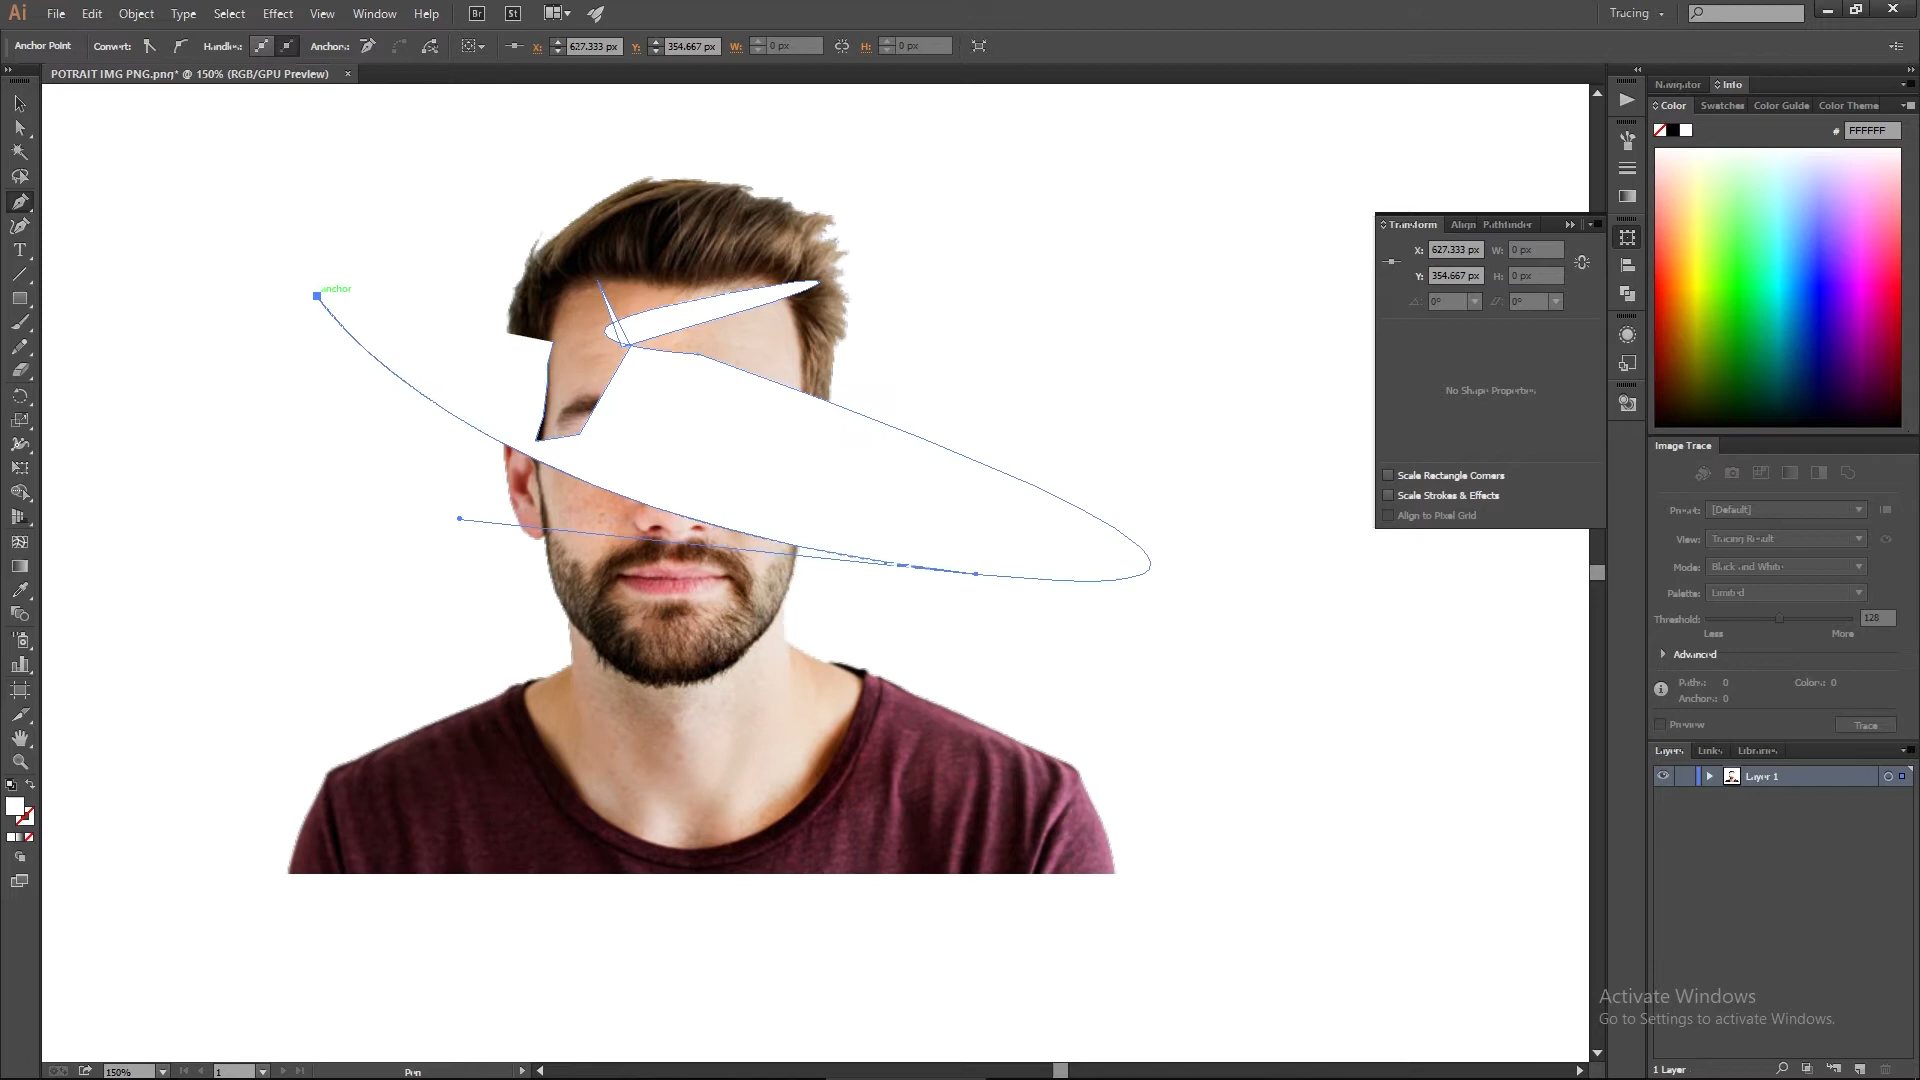 Ai File Edit Object Type Select Effect View Window Help Br St Tracing
Anchor Point Convert: Handles: Anchors: X: 627.333 px Y: 354.667 px W: 0 px H: 0 px
POTRAIT IMG PNG.png* @ 150% (RGB/GPU Preview) ×
Navigator Info
Color Swatches Color Guide Color Theme
# FFFFFF
anchor
Transform Align Pathfinder
X: 627.333 px W: 0 px
Y: 354.667 px H: 0 px
0° 0°
No Shape Properties
Scale Rectangle Corners
Scale Strokes & Effects
Align to Pixel Grid
Image Trace
Preset: [Default]
View: Tracing Result
Mode: Black and White
Palette: Limited
Threshold: 128
Less More
Advanced
Paths: 0 Colors: 0
Anchors: 0
Preview Trace
Layers Links Libraries
Layer 1
Activate Windows
Go to Settings to activate Windows.
150% 1 Pen 1 Layer